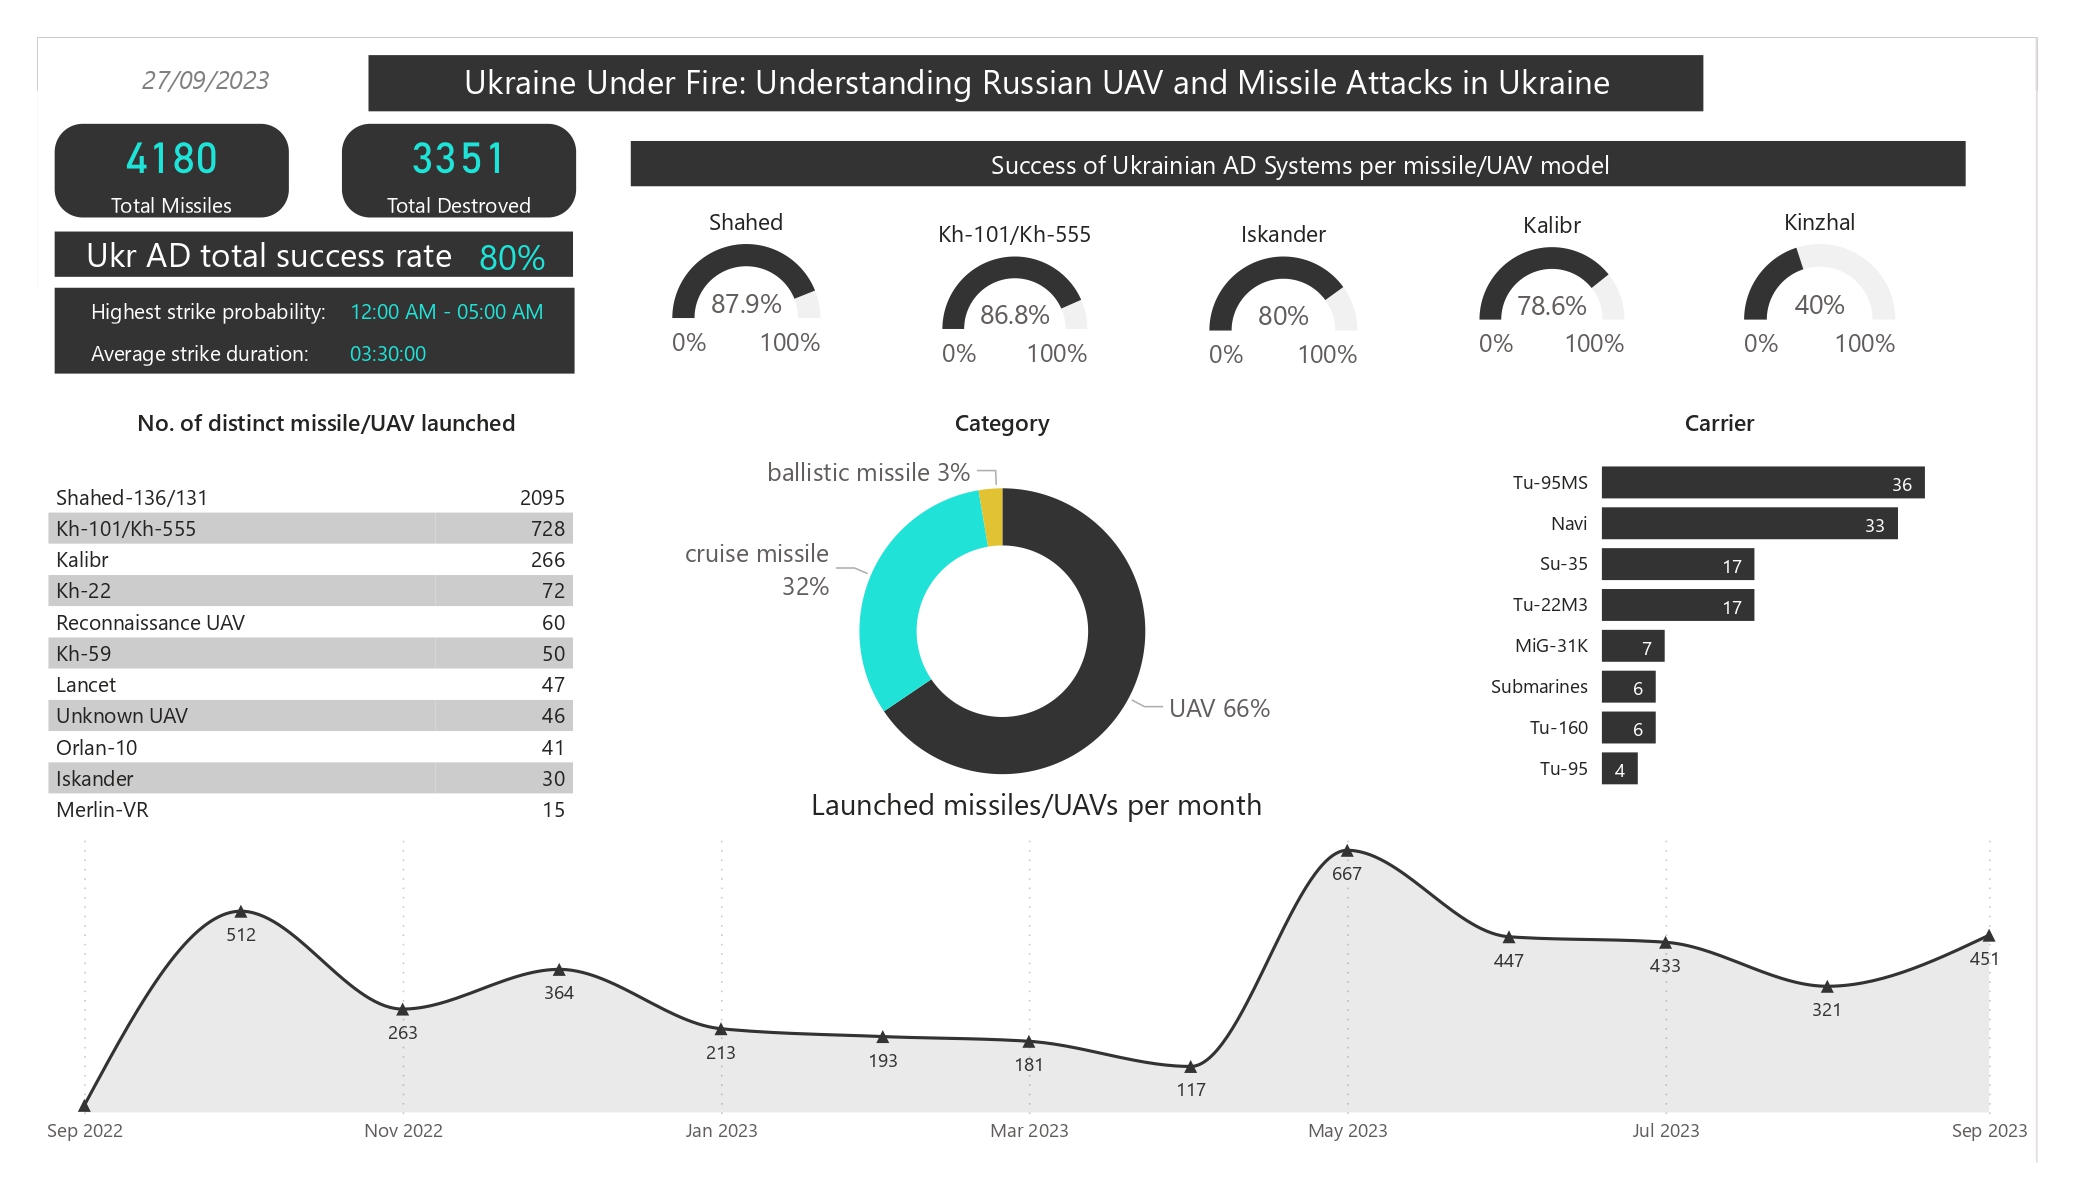 27/09/2023
Ukraine Under Fire: Understanding Russian UAV and Missile Attacks in Ukraine
4180
Total Missiles
3351
Total Destroyed
Ukr AD total success rate 80%
Highest strike probability: 12:00 AM - 05:00 AM
Average strike duration: 03:30:00
Success of Ukrainian AD Systems per missile/UAV model
Shahed
87.9%
0% 100%
Kh-101/Kh-555
86.8%
0% 100%
Iskander
80%
0% 100%
Kalibr
78.6%
0% 100%
Kinzhal
40%
0% 100%
No. of distinct missile/UAV launched
Shahed-136/131 2095
Kh-101/Kh-555 728
Kalibr 266
Kh-22 72
Reconnaissance UAV 60
Kh-59 50
Lancet 47
Unknown UAV 46
Orlan-10 41
Iskander 30
Merlin-VR 15
Category
ballistic missile 3%
cruise missile
32%
UAV 66%
Carrier
Tu-95MS 36
Navi 33
Su-35 17
Tu-22M3 17
MiG-31K 7
Submarines 6
Tu-160 6
Tu-95 4
Launched missiles/UAVs per month
512
263
364
213
193
181
117
667
447
433
321
451
Sep 2022
Nov 2022
Jan 2023
Mar 2023
May 2023
Jul 2023
Sep 2023